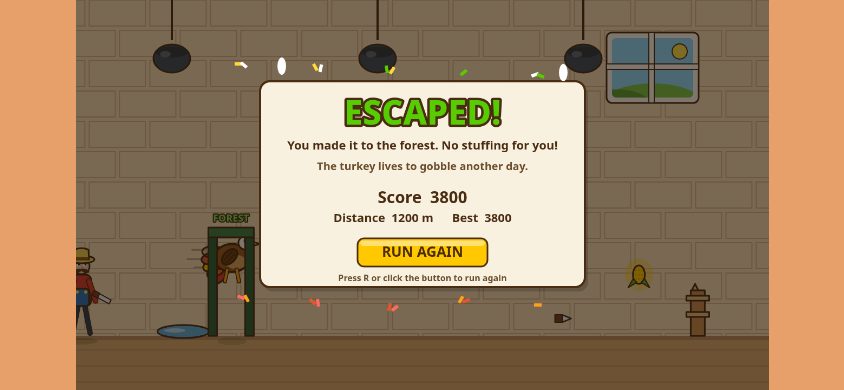 ESCAPED!
You made it to the forest. No stuffing for you!
The turkey lives to gobble another day.
Score 3800
Distance 1200 m Best 3800
FOREST
RUN AGAIN
Press R or click the button to run again